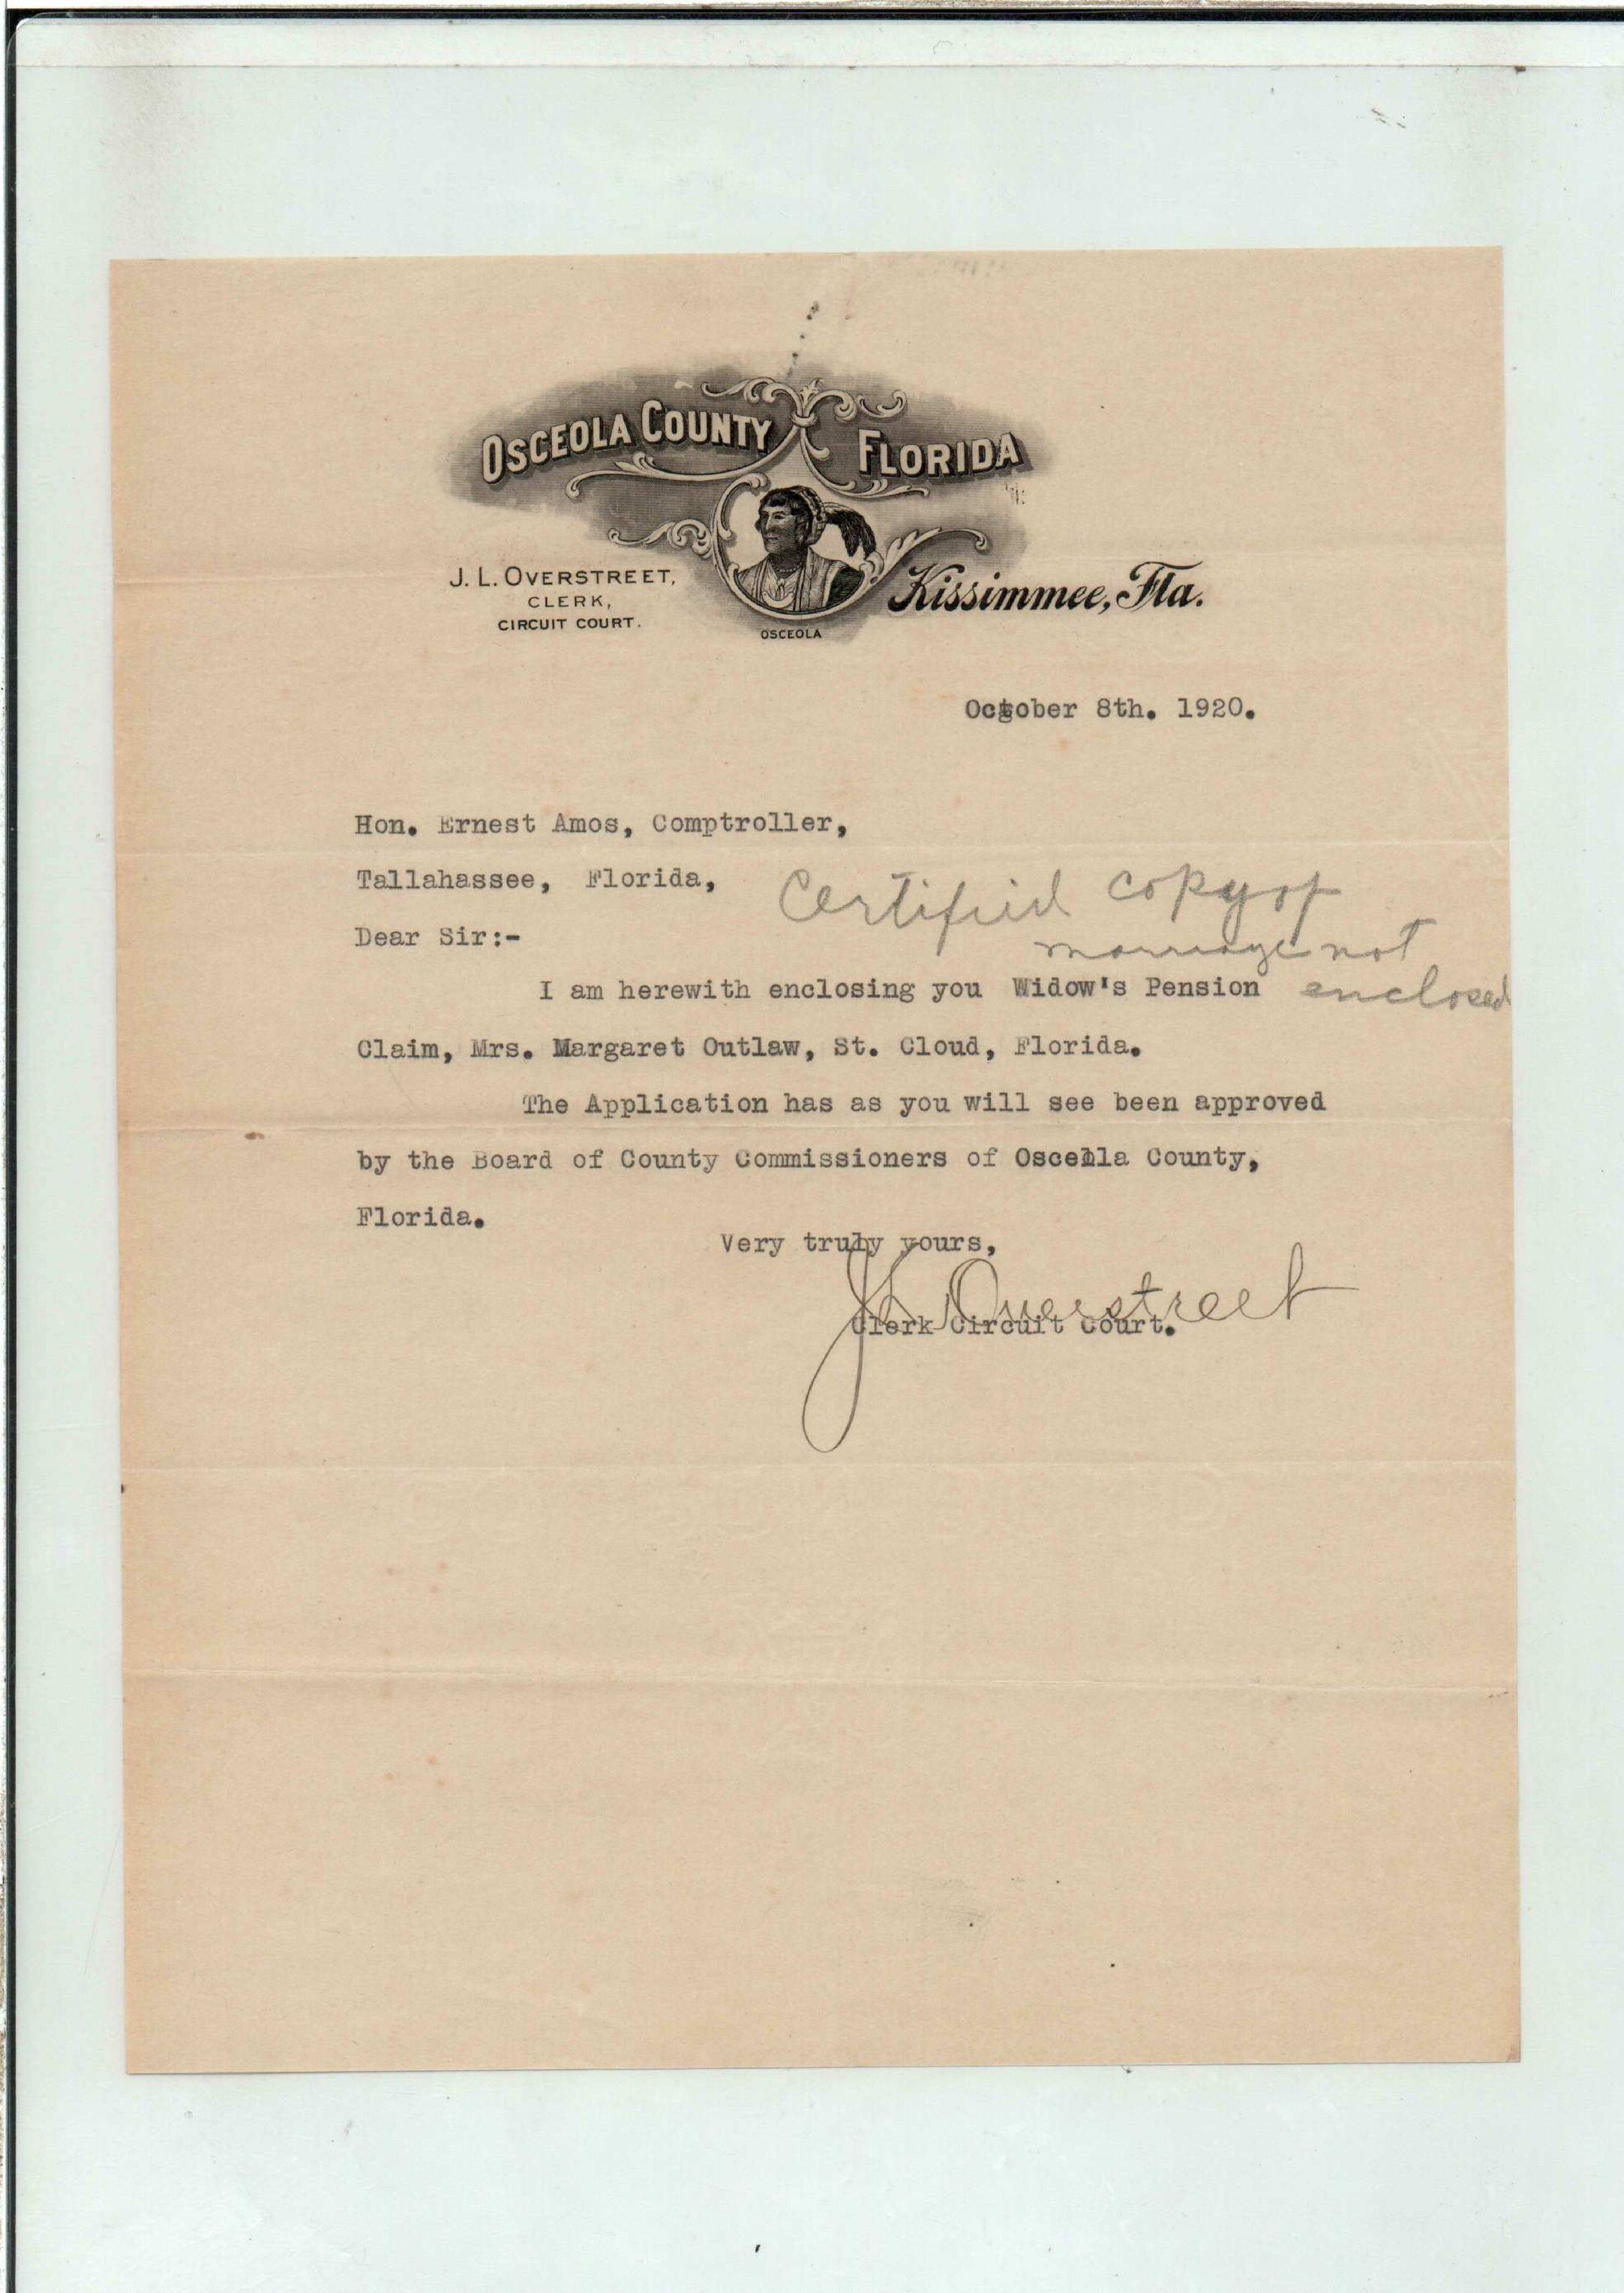 OSCEOLA COUNTY FLORIDA
J. L. OVERSTREET,
CLERK,
CIRCUIT COURT.
OSCEOLA
Kissimmee, Fla.
October 8th. 1920.
Hon. Ernest Amos, Comptroller,
Tallahassee, Florida,
Certified copy of
marriage not
enclosed
Dear Sir:-
I am herewith enclosing you Widow's Pension
Claim, Mrs. Margaret Outlaw, St. Cloud, Florida.
The Application has as you will see been approved
by the Board of County Commissioners of Osceola County,
Florida.
Very truly yours,
J. L. Overstreet
Clerk Circuit Court.